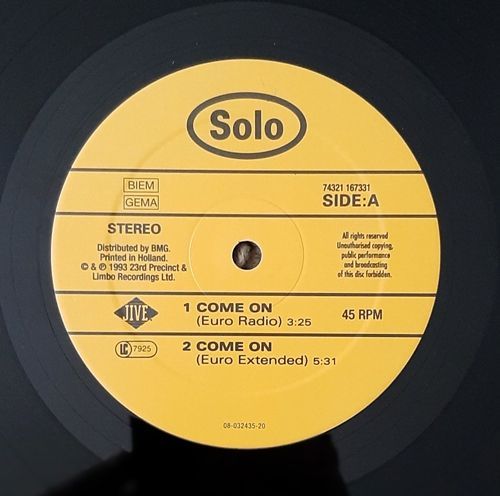 Solo
BIEM
GEMA
74321 167331
SIDE:A
STEREO
Distributed by BMG.
Printed in Holland.
© & ℗ 1993 23rd Precinct &
Limbo Recordings Ltd.
All rights reserved
Unauthorised copying,
public performance
and broadcasting
of this disc forbidden.
JIVE
1 COME ON
(Euro Radio) 3:25
45 RPM
LC 7925
2 COME ON
(Euro Extended) 5:31
08-032435-20